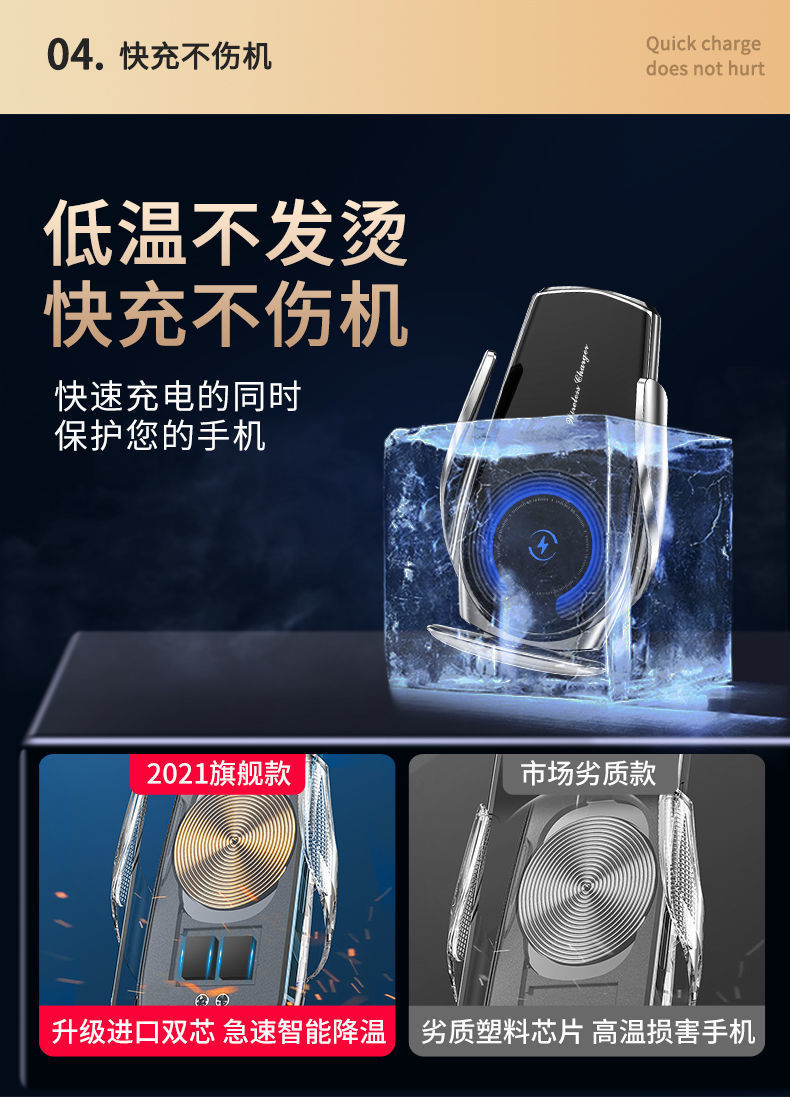 04. 快充不伤机
Quick charge
does not hurt
低温不发烫
快充不伤机
快速充电的同时
保护您的手机
Wireless Charger
2021旗舰款
市场劣质款
升级进口双芯 急速智能降温
劣质塑料芯片 高温损害手机